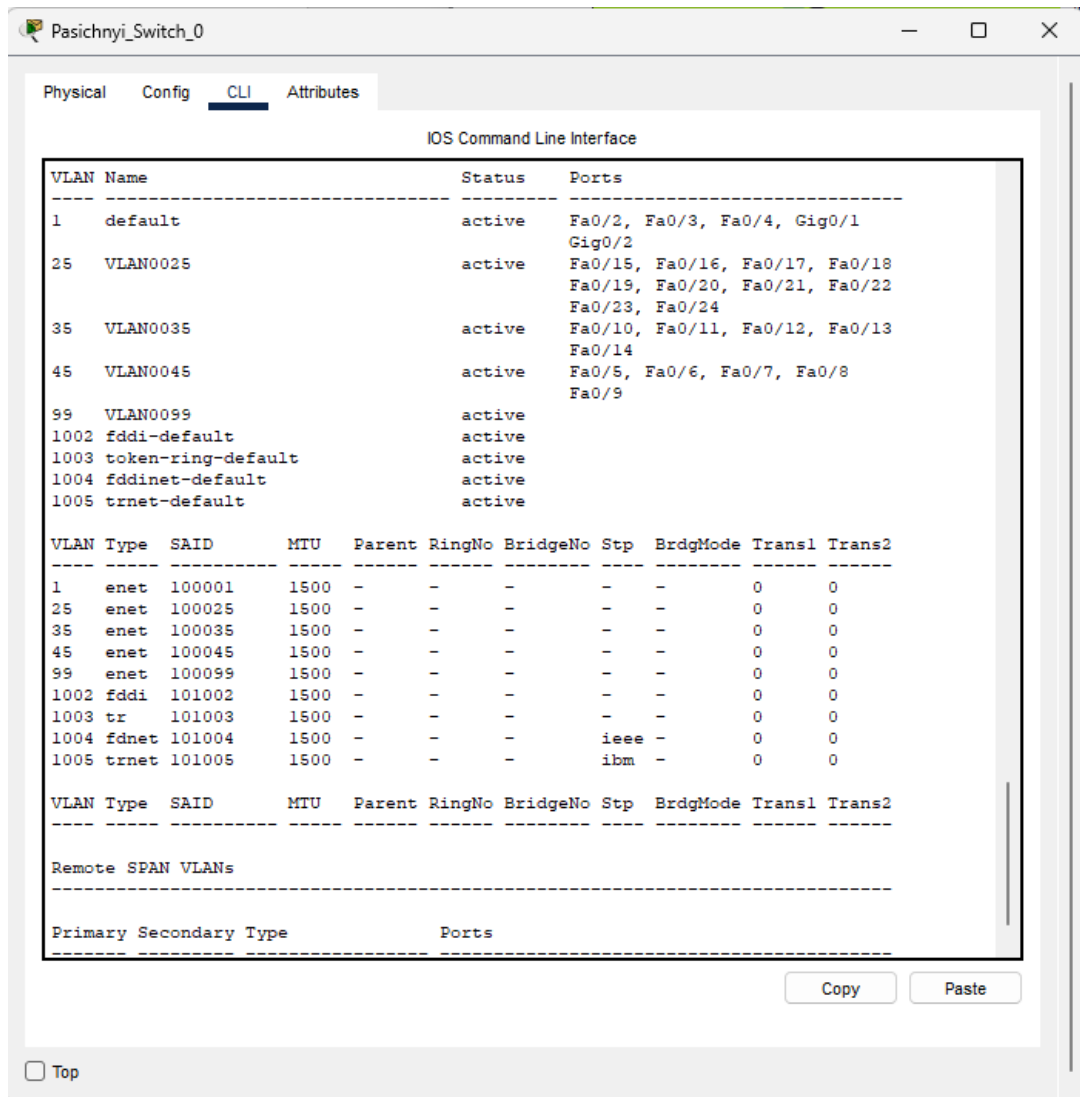 Pasichnyi_Switch_0
Physical Config CLI Attributes
IOS Command Line Interface
VLAN Name                             Status    Ports
---- -------------------------------- --------- -------------------------------
1    default                          active    Fa0/2, Fa0/3, Fa0/4, Gig0/1
                                                Gig0/2
25   VLAN0025                         active    Fa0/15, Fa0/16, Fa0/17, Fa0/18
                                                Fa0/19, Fa0/20, Fa0/21, Fa0/22
                                                Fa0/23, Fa0/24
35   VLAN0035                         active    Fa0/10, Fa0/11, Fa0/12, Fa0/13
                                                Fa0/14
45   VLAN0045                         active    Fa0/5, Fa0/6, Fa0/7, Fa0/8
                                                Fa0/9
99   VLAN0099                         active
1002 fddi-default                     active
1003 token-ring-default               active
1004 fddinet-default                  active
1005 trnet-default                    active
VLAN Type  SAID       MTU   Parent RingNo BridgeNo Stp  BrdgMode Trans1 Trans2
---- ----- ---------- ----- ------ ------ -------- ---- -------- ------ ------
1    enet  100001     1500  -      -      -        -    -        0      0
25   enet  100025     1500  -      -      -        -    -        0      0
35   enet  100035     1500  -      -      -        -    -        0      0
45   enet  100045     1500  -      -      -        -    -        0      0
99   enet  100099     1500  -      -      -        -    -        0      0
1002 fddi  101002     1500  -      -      -        -    -        0      0
1003 tr    101003     1500  -      -      -        -    -        0      0
1004 fdnet 101004     1500  -      -      -        ieee -        0      0
1005 trnet 101005     1500  -      -      -        ibm  -        0      0
VLAN Type  SAID       MTU   Parent RingNo BridgeNo Stp  BrdgMode Trans1 Trans2
---- ----- ---------- ----- ------ ------ -------- ---- -------- ------ ------
Remote SPAN VLANs
------------------------------------------------------------------------------
Primary Secondary Type              Ports
------- --------- ----------------- ------------------------------------------
Copy Paste
Top